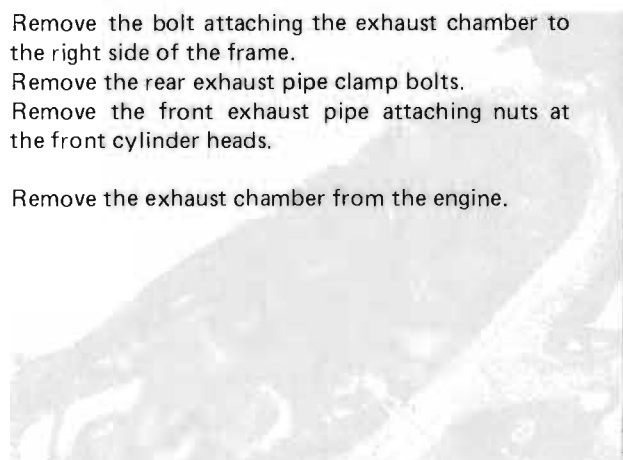 Remove the bolt attaching the exhaust chamber to
the right side of the frame.
Remove the rear exhaust pipe clamp bolts.
Remove the front exhaust pipe attaching nuts at
the front cylinder heads.
Remove the exhaust chamber from the engine.